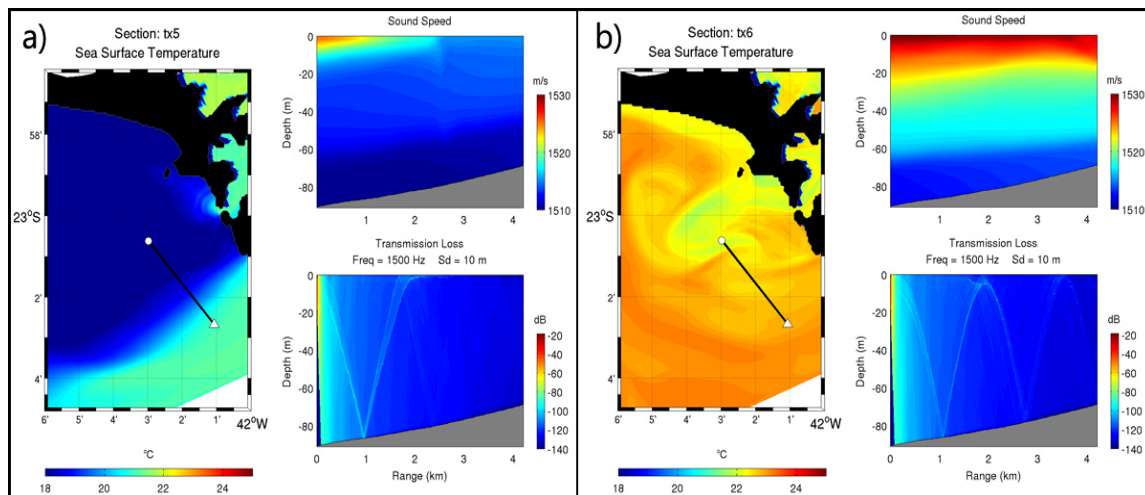 a)
Section: tx5
Sea Surface Temperature
58'
23°S
2'
4'
6' 5' 4' 3' 2' 1' 42°W
°C
18 20 22 24
Sound Speed
Depth (m)
0
-20
-40
-60
-80
1 2 3 4
m/s
1530
1520
1510
Transmission Loss
Freq = 1500 Hz Sd = 10 m
Depth (m)
0
-20
-40
-60
-80
0 1 2 3 4
Range (km)
dB
-20
-40
-60
-80
-100
-120
-140
b)
Section: tx6
Sea Surface Temperature
58'
23°S
2'
4'
6' 5' 4' 3' 2' 1' 42°W
°C
18 20 22 24
Sound Speed
Depth (m)
0
-20
-40
-60
-80
1 2 3 4
m/s
1530
1520
1510
Transmission Loss
Freq = 1500 Hz Sd = 10 m
Depth (m)
0
-20
-40
-60
-80
0 1 2 3 4
Range (km)
dB
-20
-40
-60
-80
-100
-120
-140